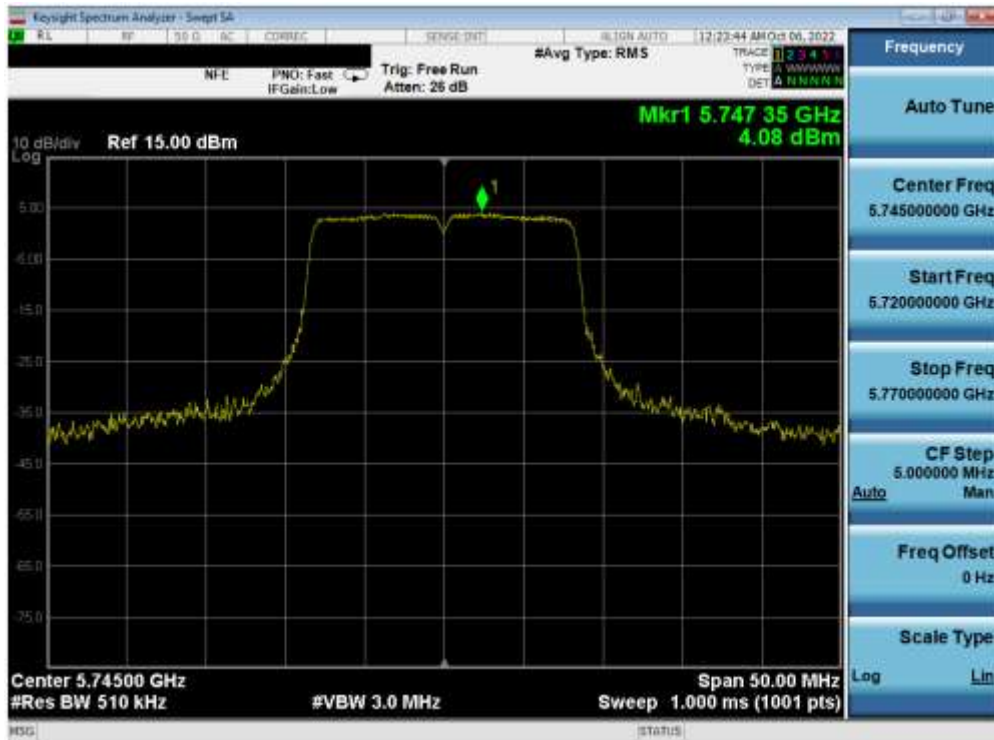 Keysight Spectrum Analyzer - Swept SA
RL RF 50 Ω AC CORREC SENSE:INT ALIGN AUTO 12:23:44 AM Oct 06, 2022
#Avg Type: RMS
TRACE 1 2 3 4 5
TYPE A WWWWW
DET A N N N N N
NFE
PNO: Fast
IFGain:Low
Trig: Free Run
Atten: 26 dB
Frequency
Auto Tune
Mkr1 5.747 35 GHz
4.08 dBm
10 dB/div
Log
Ref 15.00 dBm
1
5.00
-5.00
-15.0
-25.0
-35.0
-45.0
-55.0
-65.0
-75.0
Center Freq
5.745000000 GHz
Start Freq
5.720000000 GHz
Stop Freq
5.770000000 GHz
CF Step
5.000000 MHz
Auto Man
Freq Offset
0 Hz
Scale Type
Log Lin
Center 5.74500 GHz
Span 50.00 MHz
#Res BW 510 kHz
#VBW 3.0 MHz
Sweep 1.000 ms (1001 pts)
MSG
STATUS